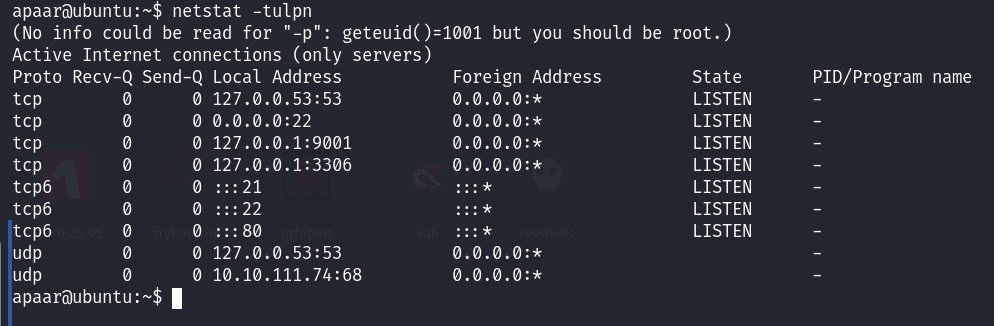 apaar@ubuntu:~$ netstat -tulpn
(No info could be read for "-p": geteuid()=1001 but you should be root.)
Active Internet connections (only servers)
Proto Recv-Q Send-Q Local Address           Foreign Address         State       PID/Program name
tcp        0      0 127.0.0.53:53           0.0.0.0:*               LISTEN      -
tcp        0      0 0.0.0.0:22              0.0.0.0:*               LISTEN      -
tcp        0      0 127.0.0.1:9001          0.0.0.0:*               LISTEN      -
tcp        0      0 127.0.0.1:3306          0.0.0.0:*               LISTEN      -
tcp6       0      0 :::21                   :::*                    LISTEN      -
tcp6       0      0 :::22                   :::*                    LISTEN      -
tcp6       0      0 :::80                   :::*                    LISTEN      -
udp        0      0 127.0.0.53:53           0.0.0.0:*                           -
udp        0      0 10.10.111.74:68         0.0.0.0:*                           -
apaar@ubuntu:~$
gtfobins
kali
revshells